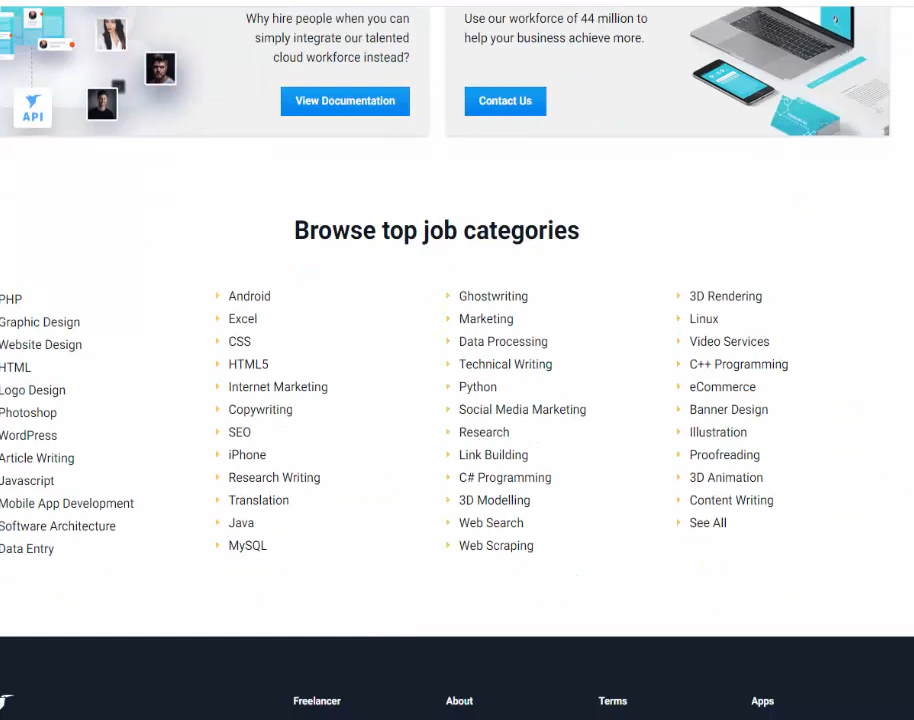 Why hire people when you can
simply integrate our talented
cloud workforce instead?
View Documentation
API
Use our workforce of 44 million to
help your business achieve more.
Contact Us
Browse top job categories
PHP
Graphic Design
Website Design
HTML
Logo Design
Photoshop
WordPress
Article Writing
Javascript
Mobile App Development
Software Architecture
Data Entry
Android
Excel
CSS
HTML5
Internet Marketing
Copywriting
SEO
iPhone
Research Writing
Translation
Java
MySQL
Ghostwriting
Marketing
Data Processing
Technical Writing
Python
Social Media Marketing
Research
Link Building
C# Programming
3D Modelling
Web Search
Web Scraping
3D Rendering
Linux
Video Services
C++ Programming
eCommerce
Banner Design
Illustration
Proofreading
3D Animation
Content Writing
See All
Freelancer
About
Terms
Apps